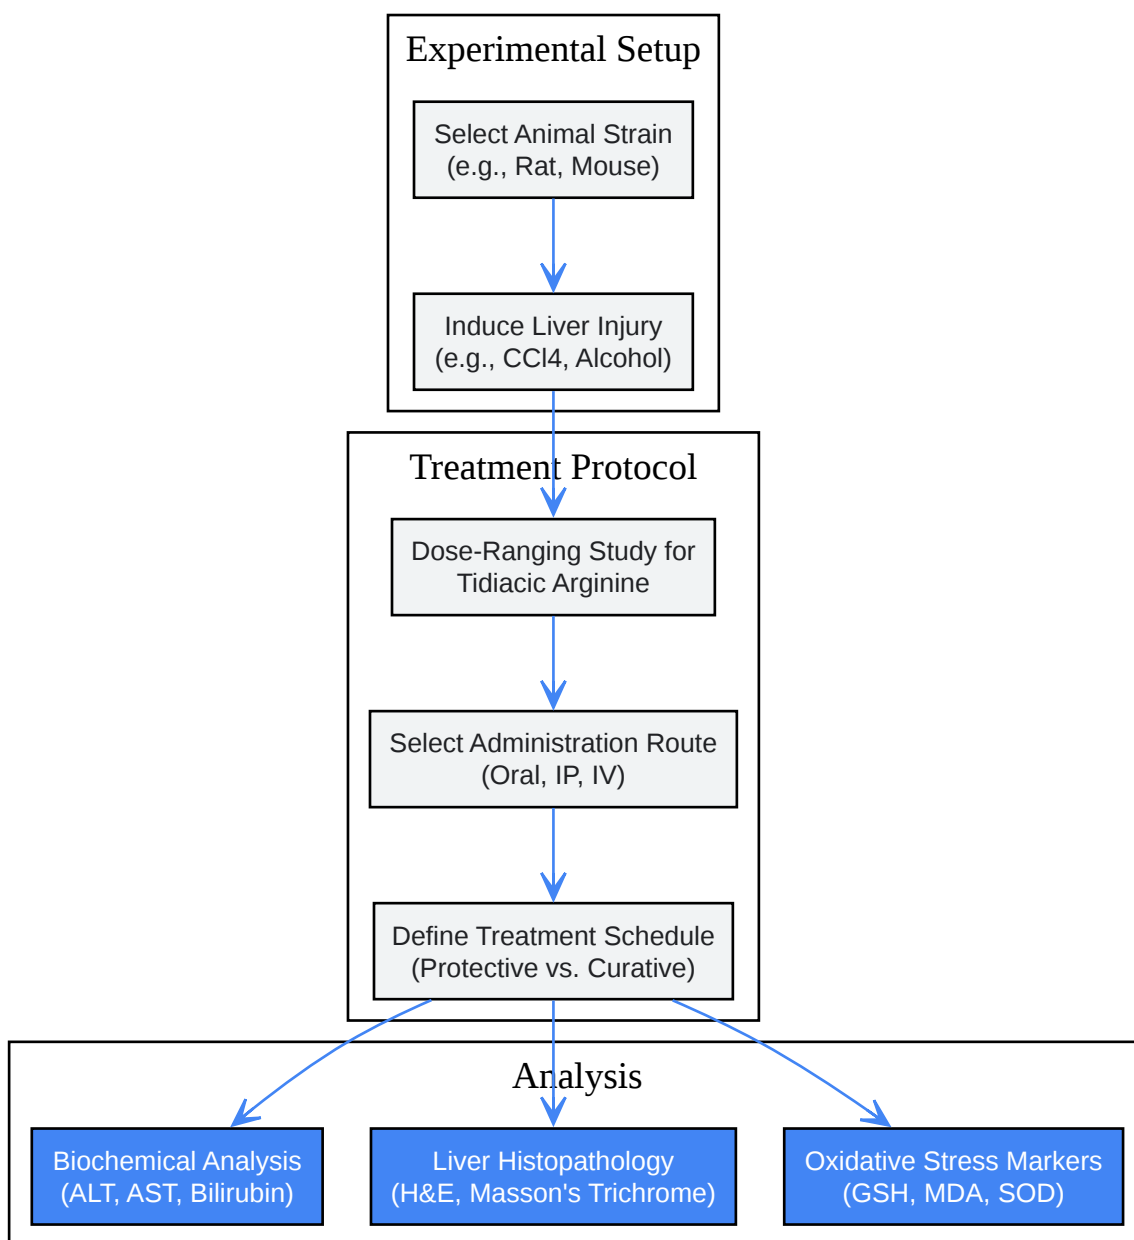 Experimental Setup
Select Animal Strain
(e.g., Rat, Mouse)
Induce Liver Injury
(e.g., CCl4, Alcohol)
Treatment Protocol
Dose-Ranging Study for
Tidiacic Arginine
Select Administration Route
(Oral, IP, IV)
Define Treatment Schedule
(Protective vs. Curative)
Analysis
Biochemical Analysis
(ALT, AST, Bilirubin)
Liver Histopathology
(H&E, Masson's Trichrome)
Oxidative Stress Markers
(GSH, MDA, SOD)